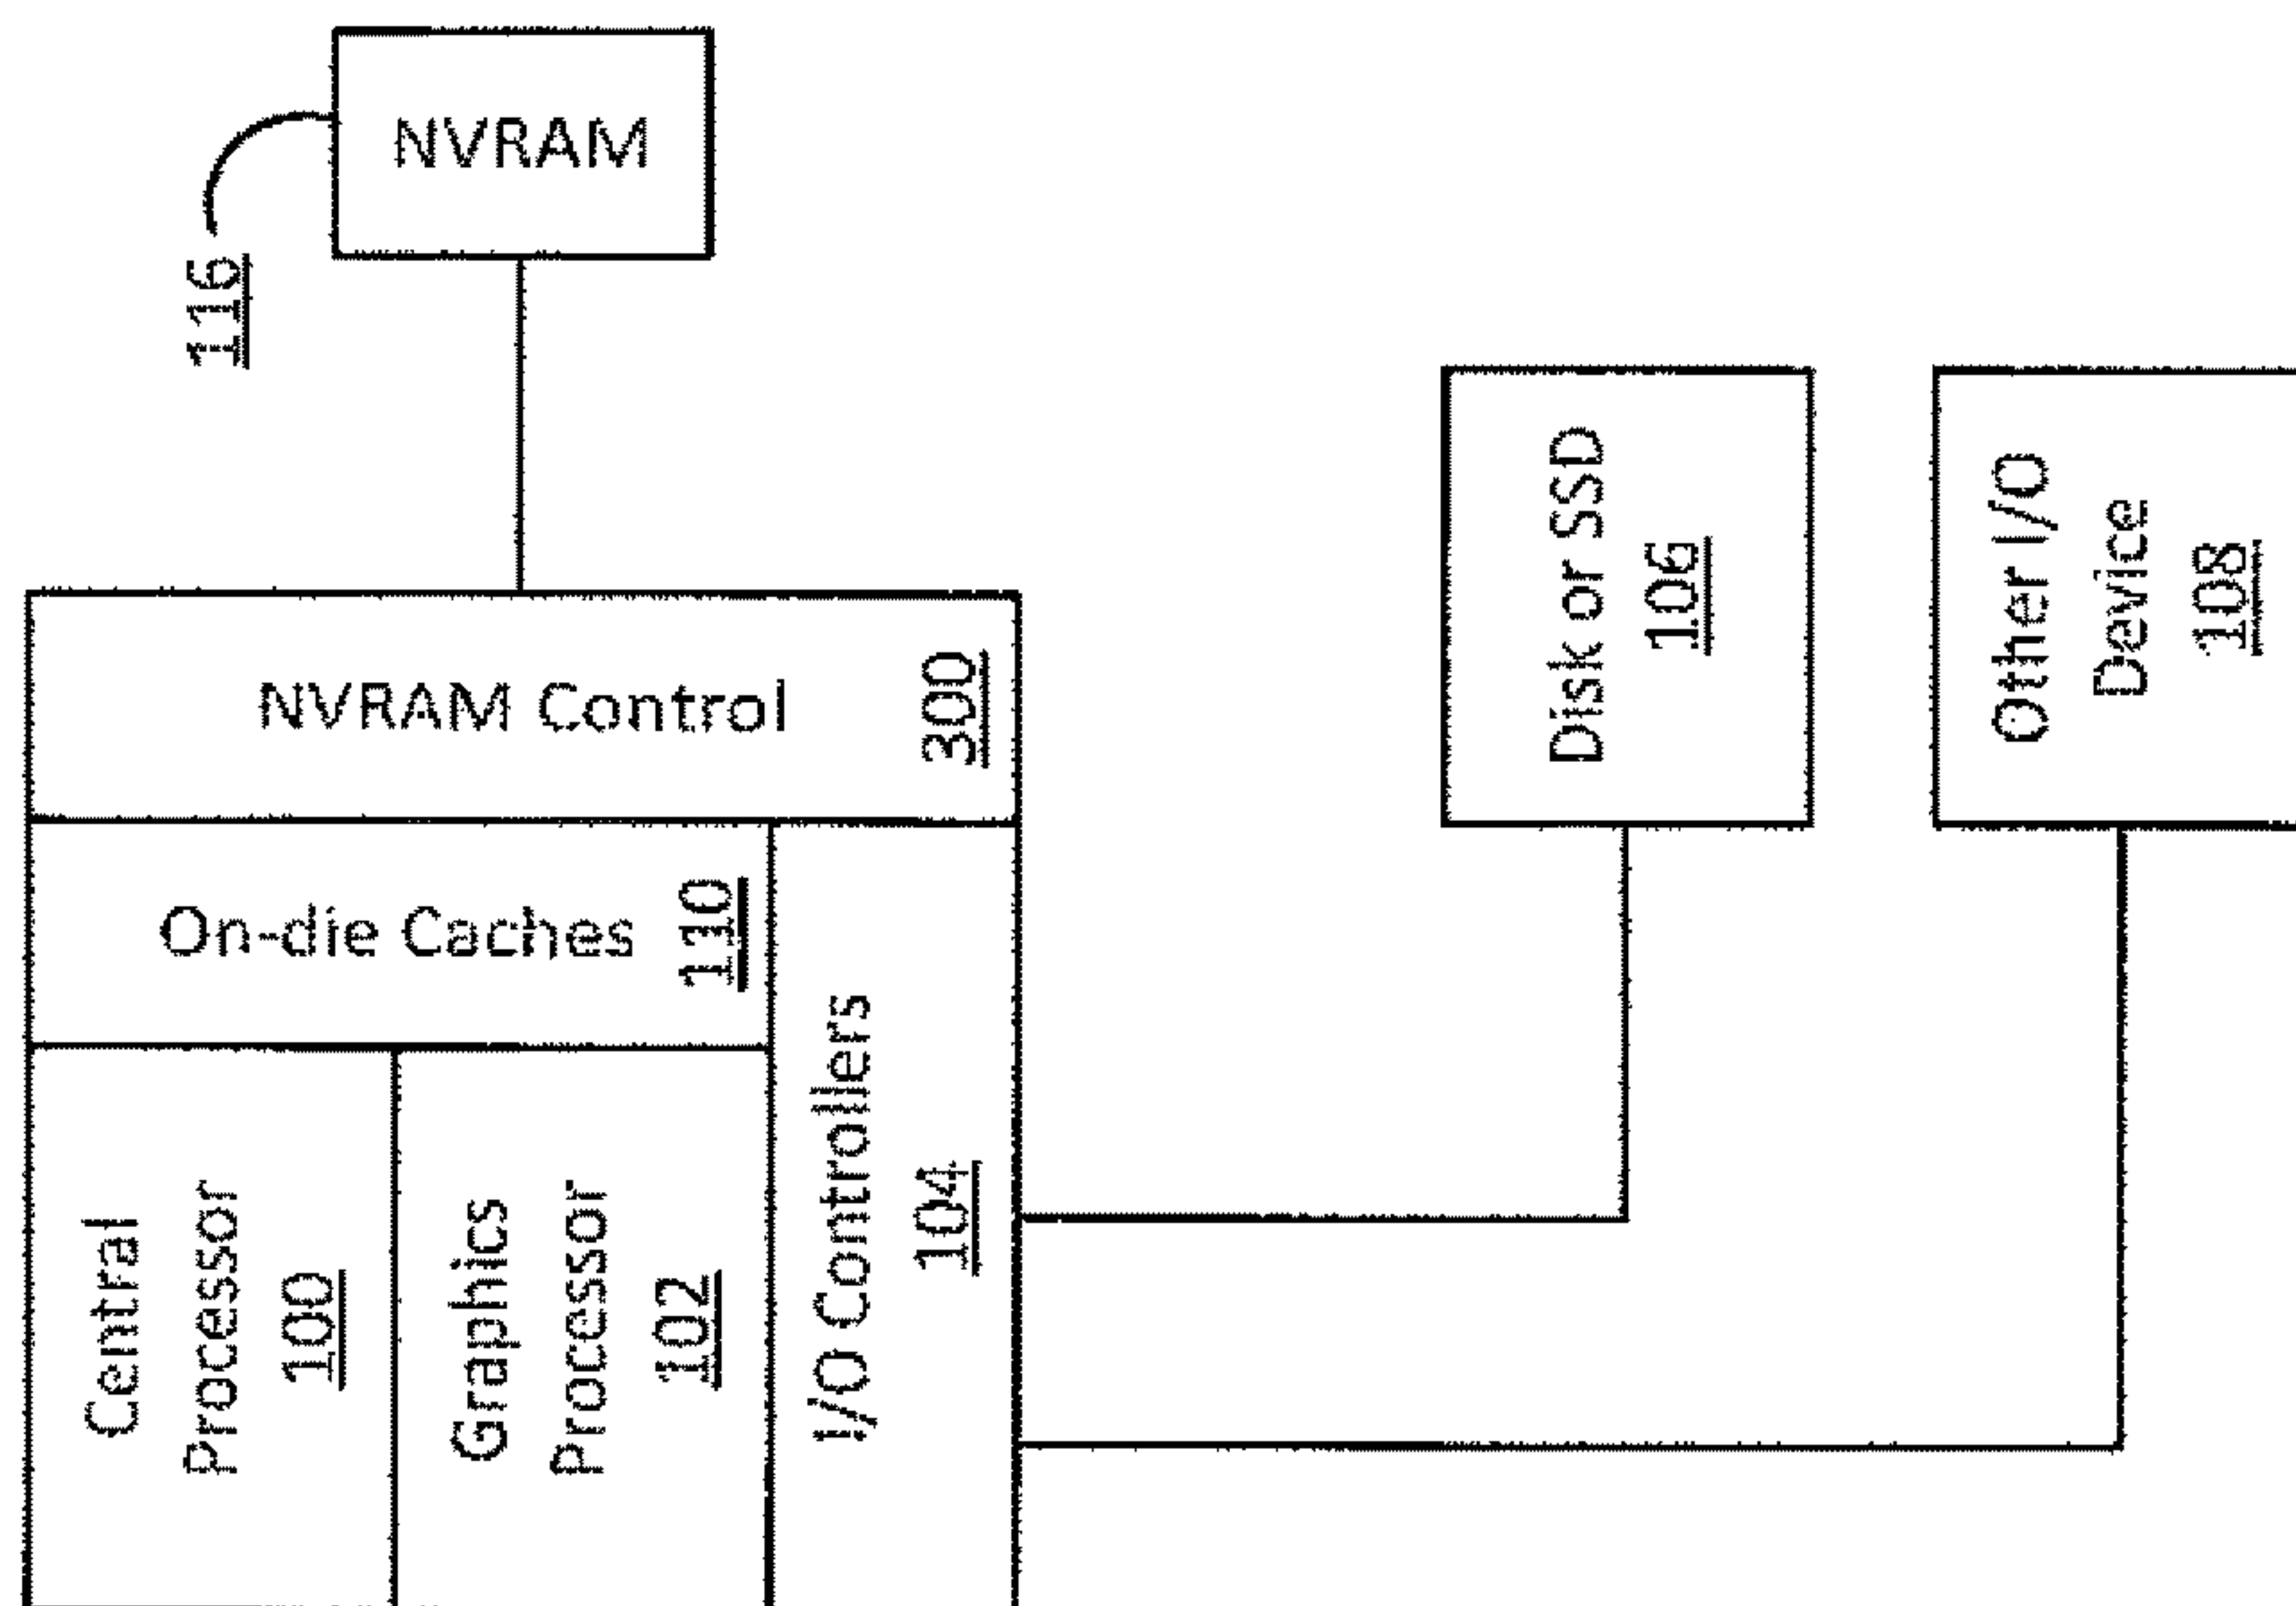 NVRAM
116
NVRAM Control
300
On-die Caches
110
Central
Processor
100
Graphics
Processor
102
I/O Controllers
104
Disk or SSD
106
Other I/O
Device
108